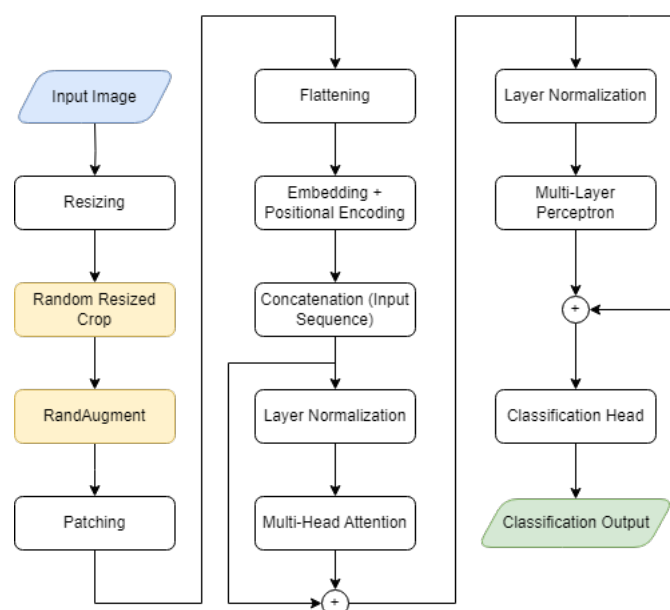 Input Image
Resizing
Random Resized
Crop
RandAugment
Patching
Flattening
Embedding +
Positional Encoding
Concatenation (Input
Sequence)
Layer Normalization
Multi-Head Attention
+
Layer Normalization
Multi-Layer
Perceptron
+
Classification Head
Classification Output